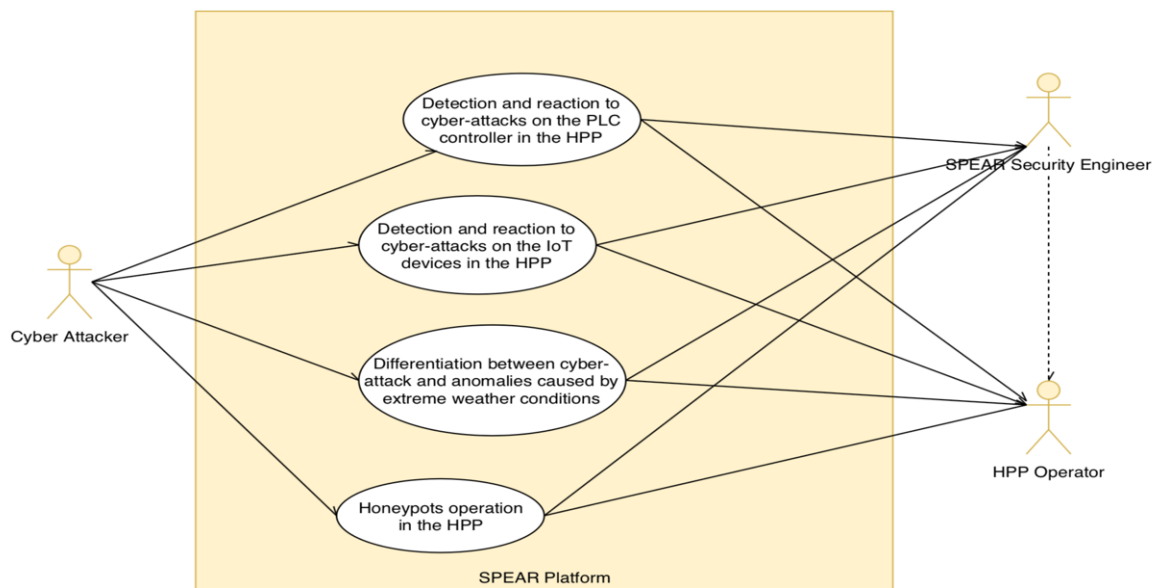 Detection and reaction to
cyber-attacks on the PLC
controller in the HPP
SPEAR Security Engineer
Detection and reaction to
cyber-attacks on the IoT
devices in the HPP
Cyber Attacker
Differentiation between cyber-
attack and anomalies caused by
extreme weather conditions
HPP Operator
Honeypots operation
in the HPP
SPEAR Platform